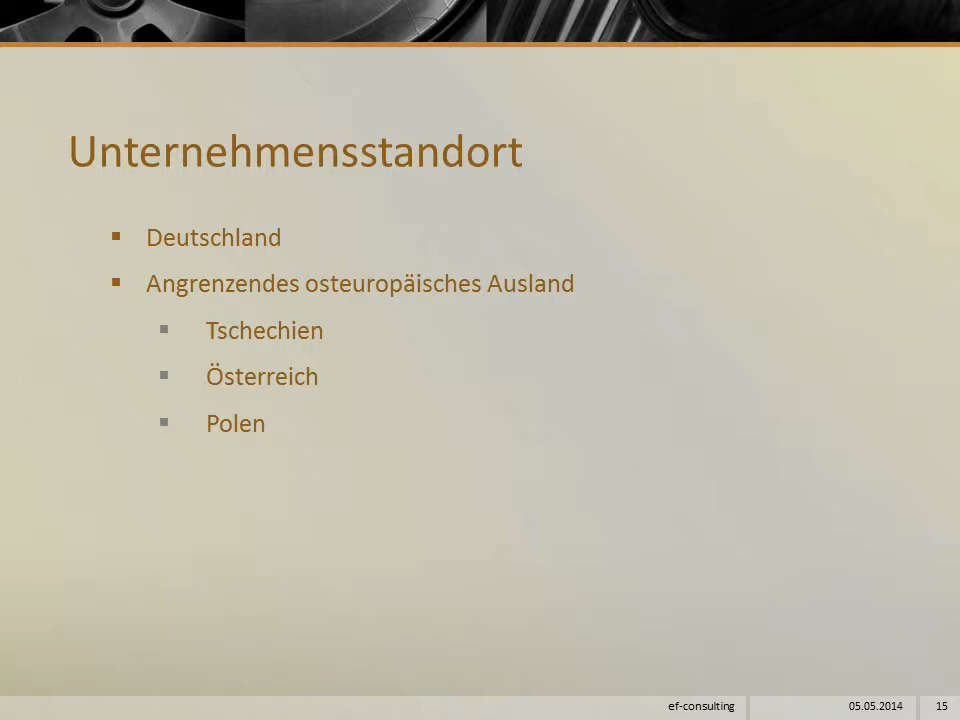 Unternehmensstandort
Deutschland
Angrenzendes osteuropäisches Ausland
Tschechien
Österreich
Polen
ef-consulting 05.05.2014 15